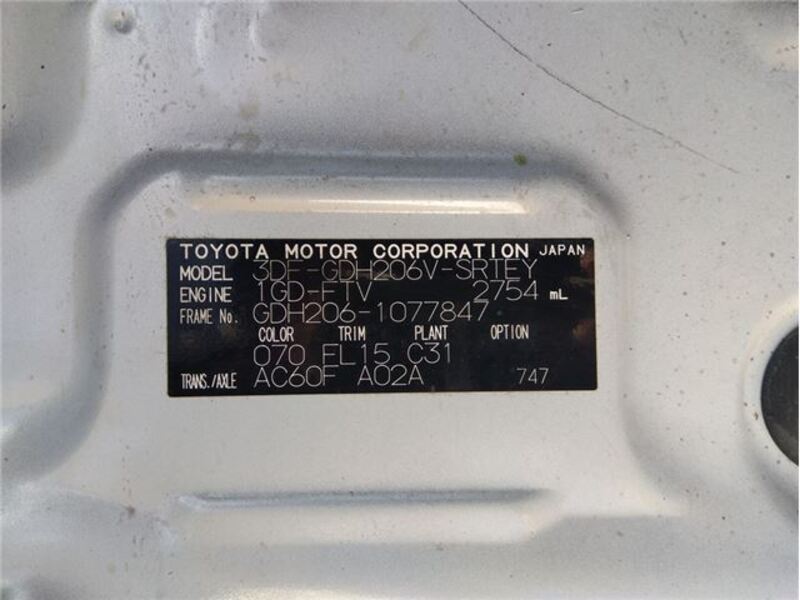 TOYOTA MOTOR CORPORATION JAPAN
MODEL 3DF-GDH206V-SRTEY
ENGINE 1GD-FTV 2754 mL
FRAME No. GDH206-1077847
COLOR TRIM PLANT OPTION
070 FL15 C31
TRANS./AXLE AC60F A02A 747